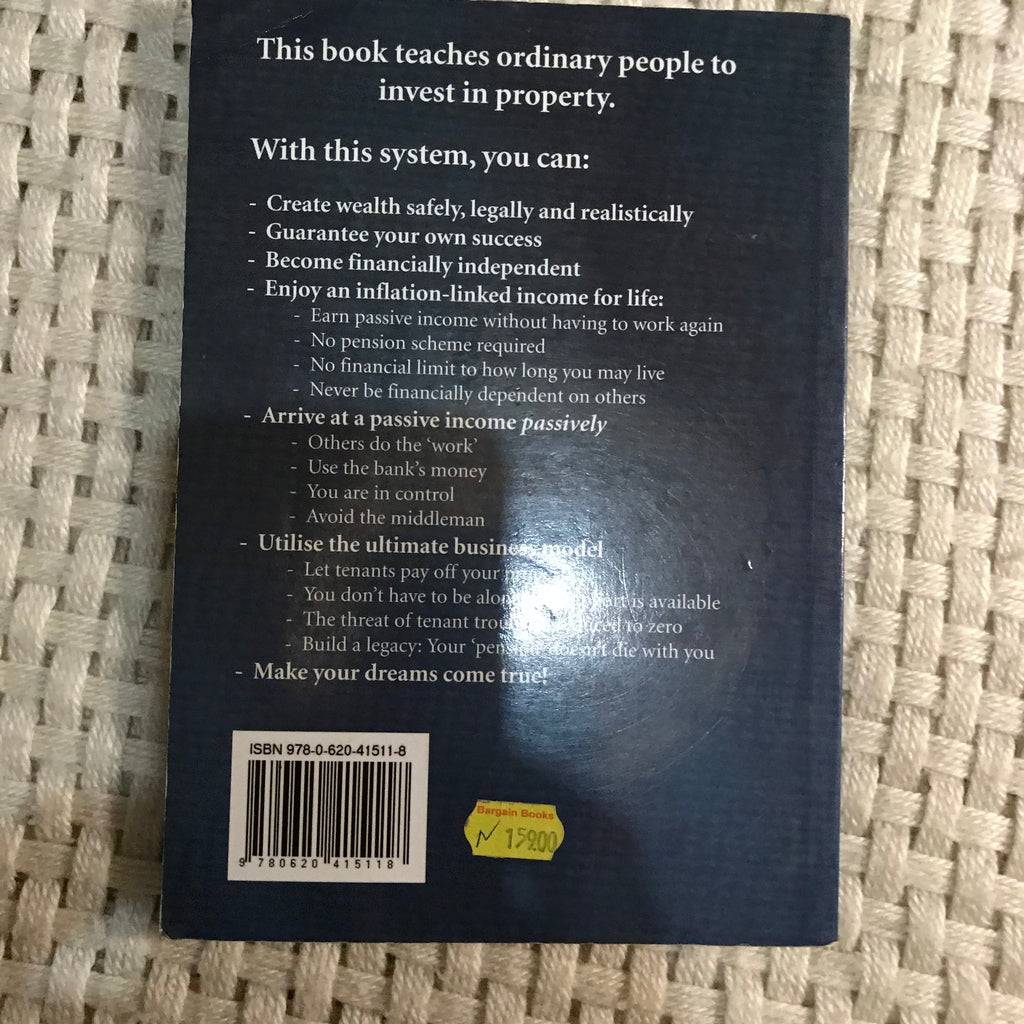 This book teaches ordinary people to
invest in property.
With this system, you can:
- Create wealth safely, legally and realistically
- Guarantee your own success
- Become financially independent
- Enjoy an inflation-linked income for life:
- Earn passive income without having to work again
- No pension scheme required
- No financial limit to how long you may live
- Never be financially dependent on others
- Arrive at a passive income passively
- Others do the ‘work’
- Use the bank’s money
- You are in control
- Avoid the middleman
- Utilise the ultimate business model
- Let tenants pay off your
- You don’t have to be alone is available
- The threat of tenant to zero
- Build a legacy: Your ‘pension’ doesn’t die with you
- Make your dreams come true!
ISBN 978-0-620-41511-8
9 780620 415118
Bargain Books
N 15900